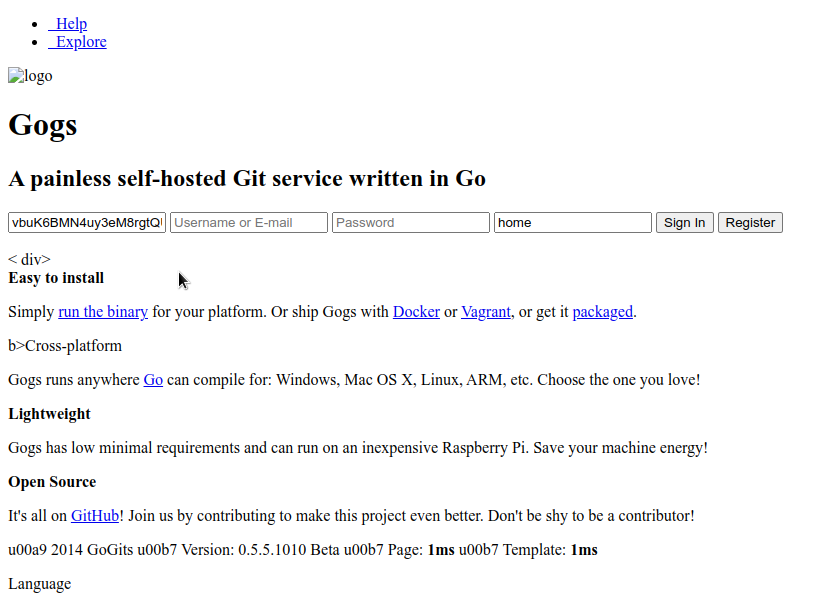 Help
Explore
logo
Gogs
A painless self-hosted Git service written in Go
vbuK6BMN4uy3eM8rgtQ Username or E-mail Password home Sign In Register
< div>
Easy to install
Simply run the binary for your platform. Or ship Gogs with Docker or Vagrant, or get it packaged.
b>Cross-platform
Gogs runs anywhere Go can compile for: Windows, Mac OS X, Linux, ARM, etc. Choose the one you love!
Lightweight
Gogs has low minimal requirements and can run on an inexpensive Raspberry Pi. Save your machine energy!
Open Source
It's all on GitHub! Join us by contributing to make this project even better. Don't be shy to be a contributor!
u00a9 2014 GoGits u00b7 Version: 0.5.5.1010 Beta u00b7 Page: 1ms u00b7 Template: 1ms
Language